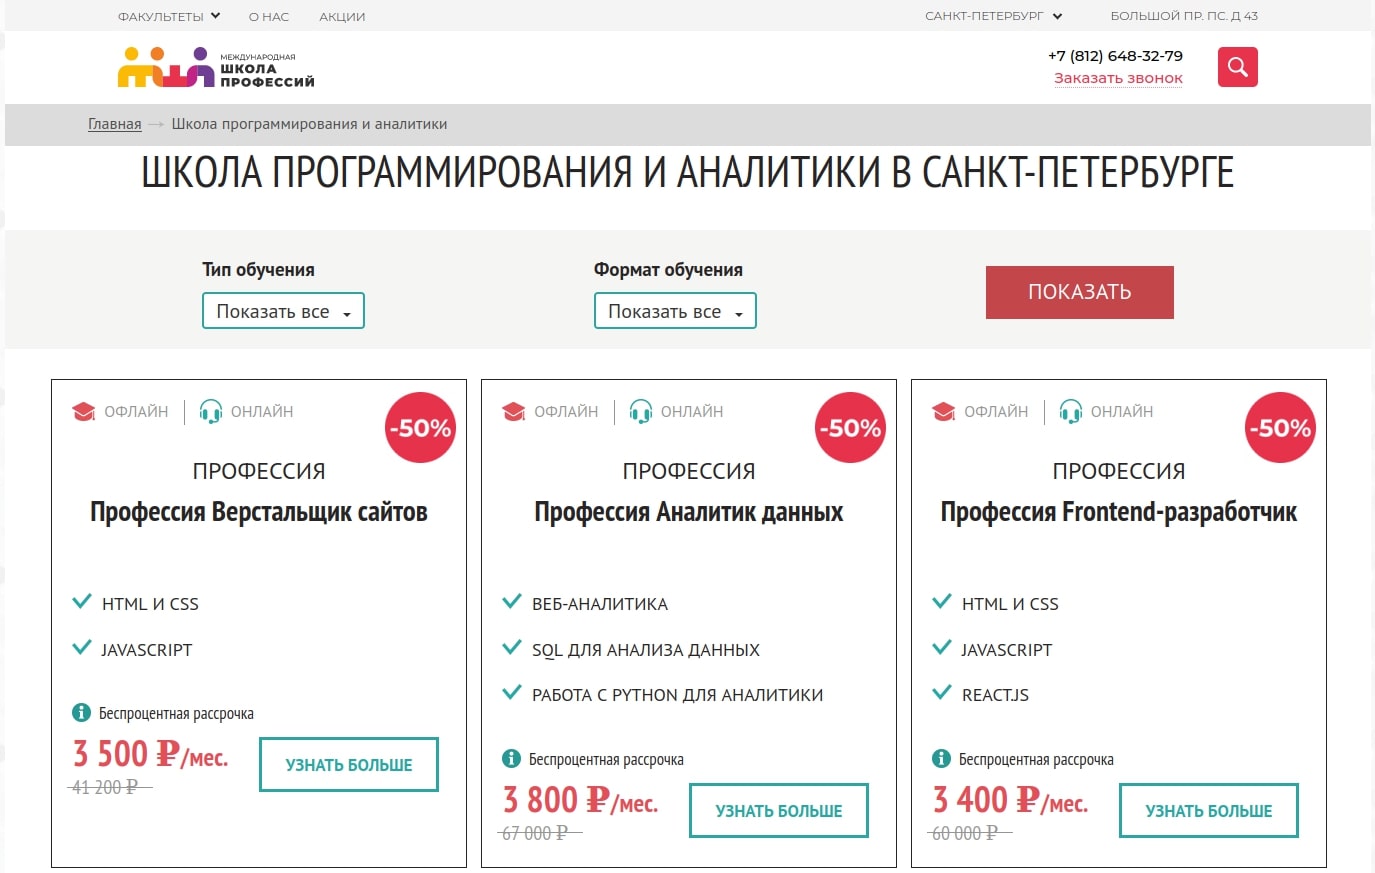 ФАКУЛЬТЕТЫ О НАС АКЦИИ САНКТ-ПЕТЕРБУРГ БОЛЬШОЙ ПР. ПС. Д 43
МЕЖДУНАРОДНАЯ
ШКОЛА
ПРОФЕССИЙ
+7 (812) 648-32-79
Заказать звонок
Главная → Школа программирования и аналитики
ШКОЛА ПРОГРАММИРОВАНИЯ И АНАЛИТИКИ В САНКТ-ПЕТЕРБУРГЕ
Тип обучения
Показать все
Формат обучения
Показать все
ПОКАЗАТЬ
ОФЛАЙН ОНЛАЙН
-50%
ПРОФЕССИЯ
Профессия Верстальщик сайтов
HTML И CSS
JAVASCRIPT
Беспроцентная рассрочка
3 500 ₽/мес.
41 200 ₽
УЗНАТЬ БОЛЬШЕ
ОФЛАЙН ОНЛАЙН
-50%
ПРОФЕССИЯ
Профессия Аналитик данных
ВЕБ-АНАЛИТИКА
SQL ДЛЯ АНАЛИЗА ДАННЫХ
РАБОТА С PYTHON ДЛЯ АНАЛИТИКИ
Беспроцентная рассрочка
3 800 ₽/мес.
67 000 ₽
УЗНАТЬ БОЛЬШЕ
ОФЛАЙН ОНЛАЙН
-50%
ПРОФЕССИЯ
Профессия Frontend-разработчик
HTML И CSS
JAVASCRIPT
REACT.JS
Беспроцентная рассрочка
3 400 ₽/мес.
60 000 ₽
УЗНАТЬ БОЛЬШЕ